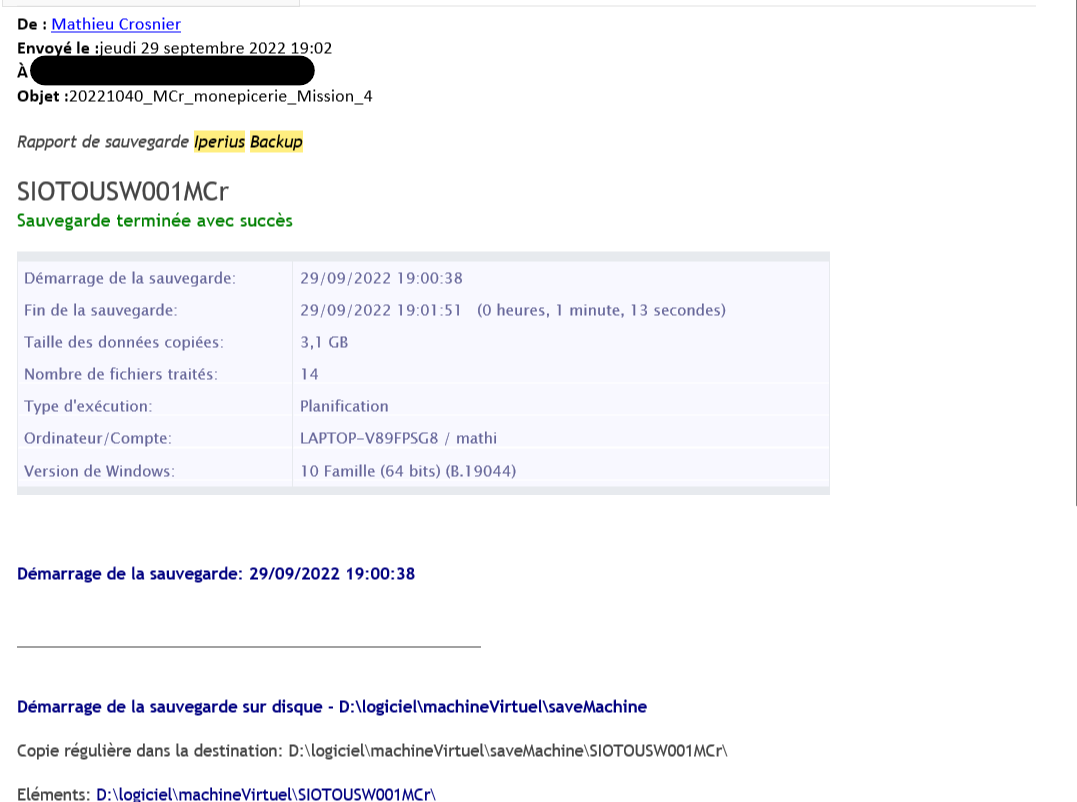 De : Mathieu Crosnier
Envoyé le :jeudi 29 septembre 2022 19:02
À
Objet :20221040_MCr_monepicerie_Mission_4
Rapport de sauvegarde Iperius Backup
SIOTOUSW001MCr
Sauvegarde terminée avec succès
Démarrage de la sauvegarde: 29/09/2022 19:00:38
Fin de la sauvegarde: 29/09/2022 19:01:51 (0 heures, 1 minute, 13 secondes)
Taille des données copiées: 3,1 GB
Nombre de fichiers traités: 14
Type d'exécution: Planification
Ordinateur/Compte: LAPTOP-V89FPSG8 / mathi
Version de Windows: 10 Famille (64 bits) (B.19044)
Démarrage de la sauvegarde: 29/09/2022 19:00:38
Démarrage de la sauvegarde sur disque - D:\logiciel\machineVirtuel\saveMachine
Copie régulière dans la destination: D:\logiciel\machineVirtuel\saveMachine\SIOTOUSW001MCr\
Eléments: D:\logiciel\machineVirtuel\SIOTOUSW001MCr\